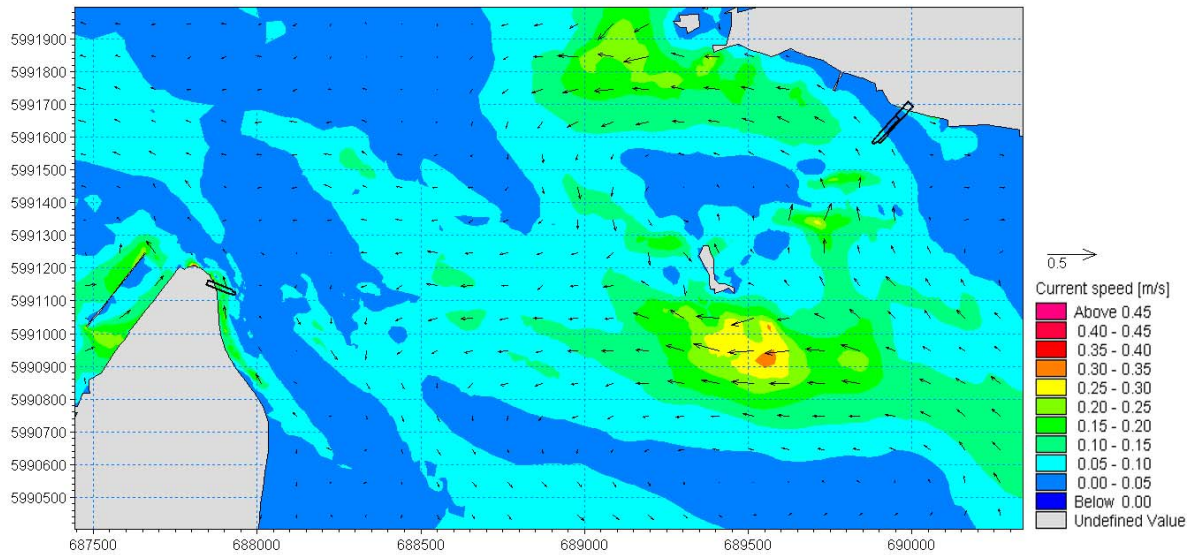 5991900
5991800
5991700
5991600
5991500
5991400
5991300
5991200
5991100
5991000
5990900
5990800
5990700
5990600
5990500
687500 688000 688500 689000 689500 690000
0.5
Current speed [m/s]
Above 0.45
0.40 - 0.45
0.35 - 0.40
0.30 - 0.35
0.25 - 0.30
0.20 - 0.25
0.15 - 0.20
0.10 - 0.15
0.05 - 0.10
0.00 - 0.05
Below 0.00
Undefined Value